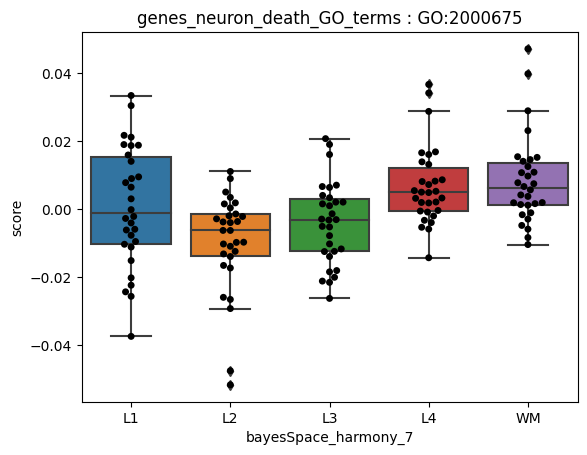 genes_neuron_death_GO_terms : GO:2000675
0.04
0.02
0.00
−0.02
−0.04
score
L1 L2 L3 L4 WM
bayesSpace_harmony_7